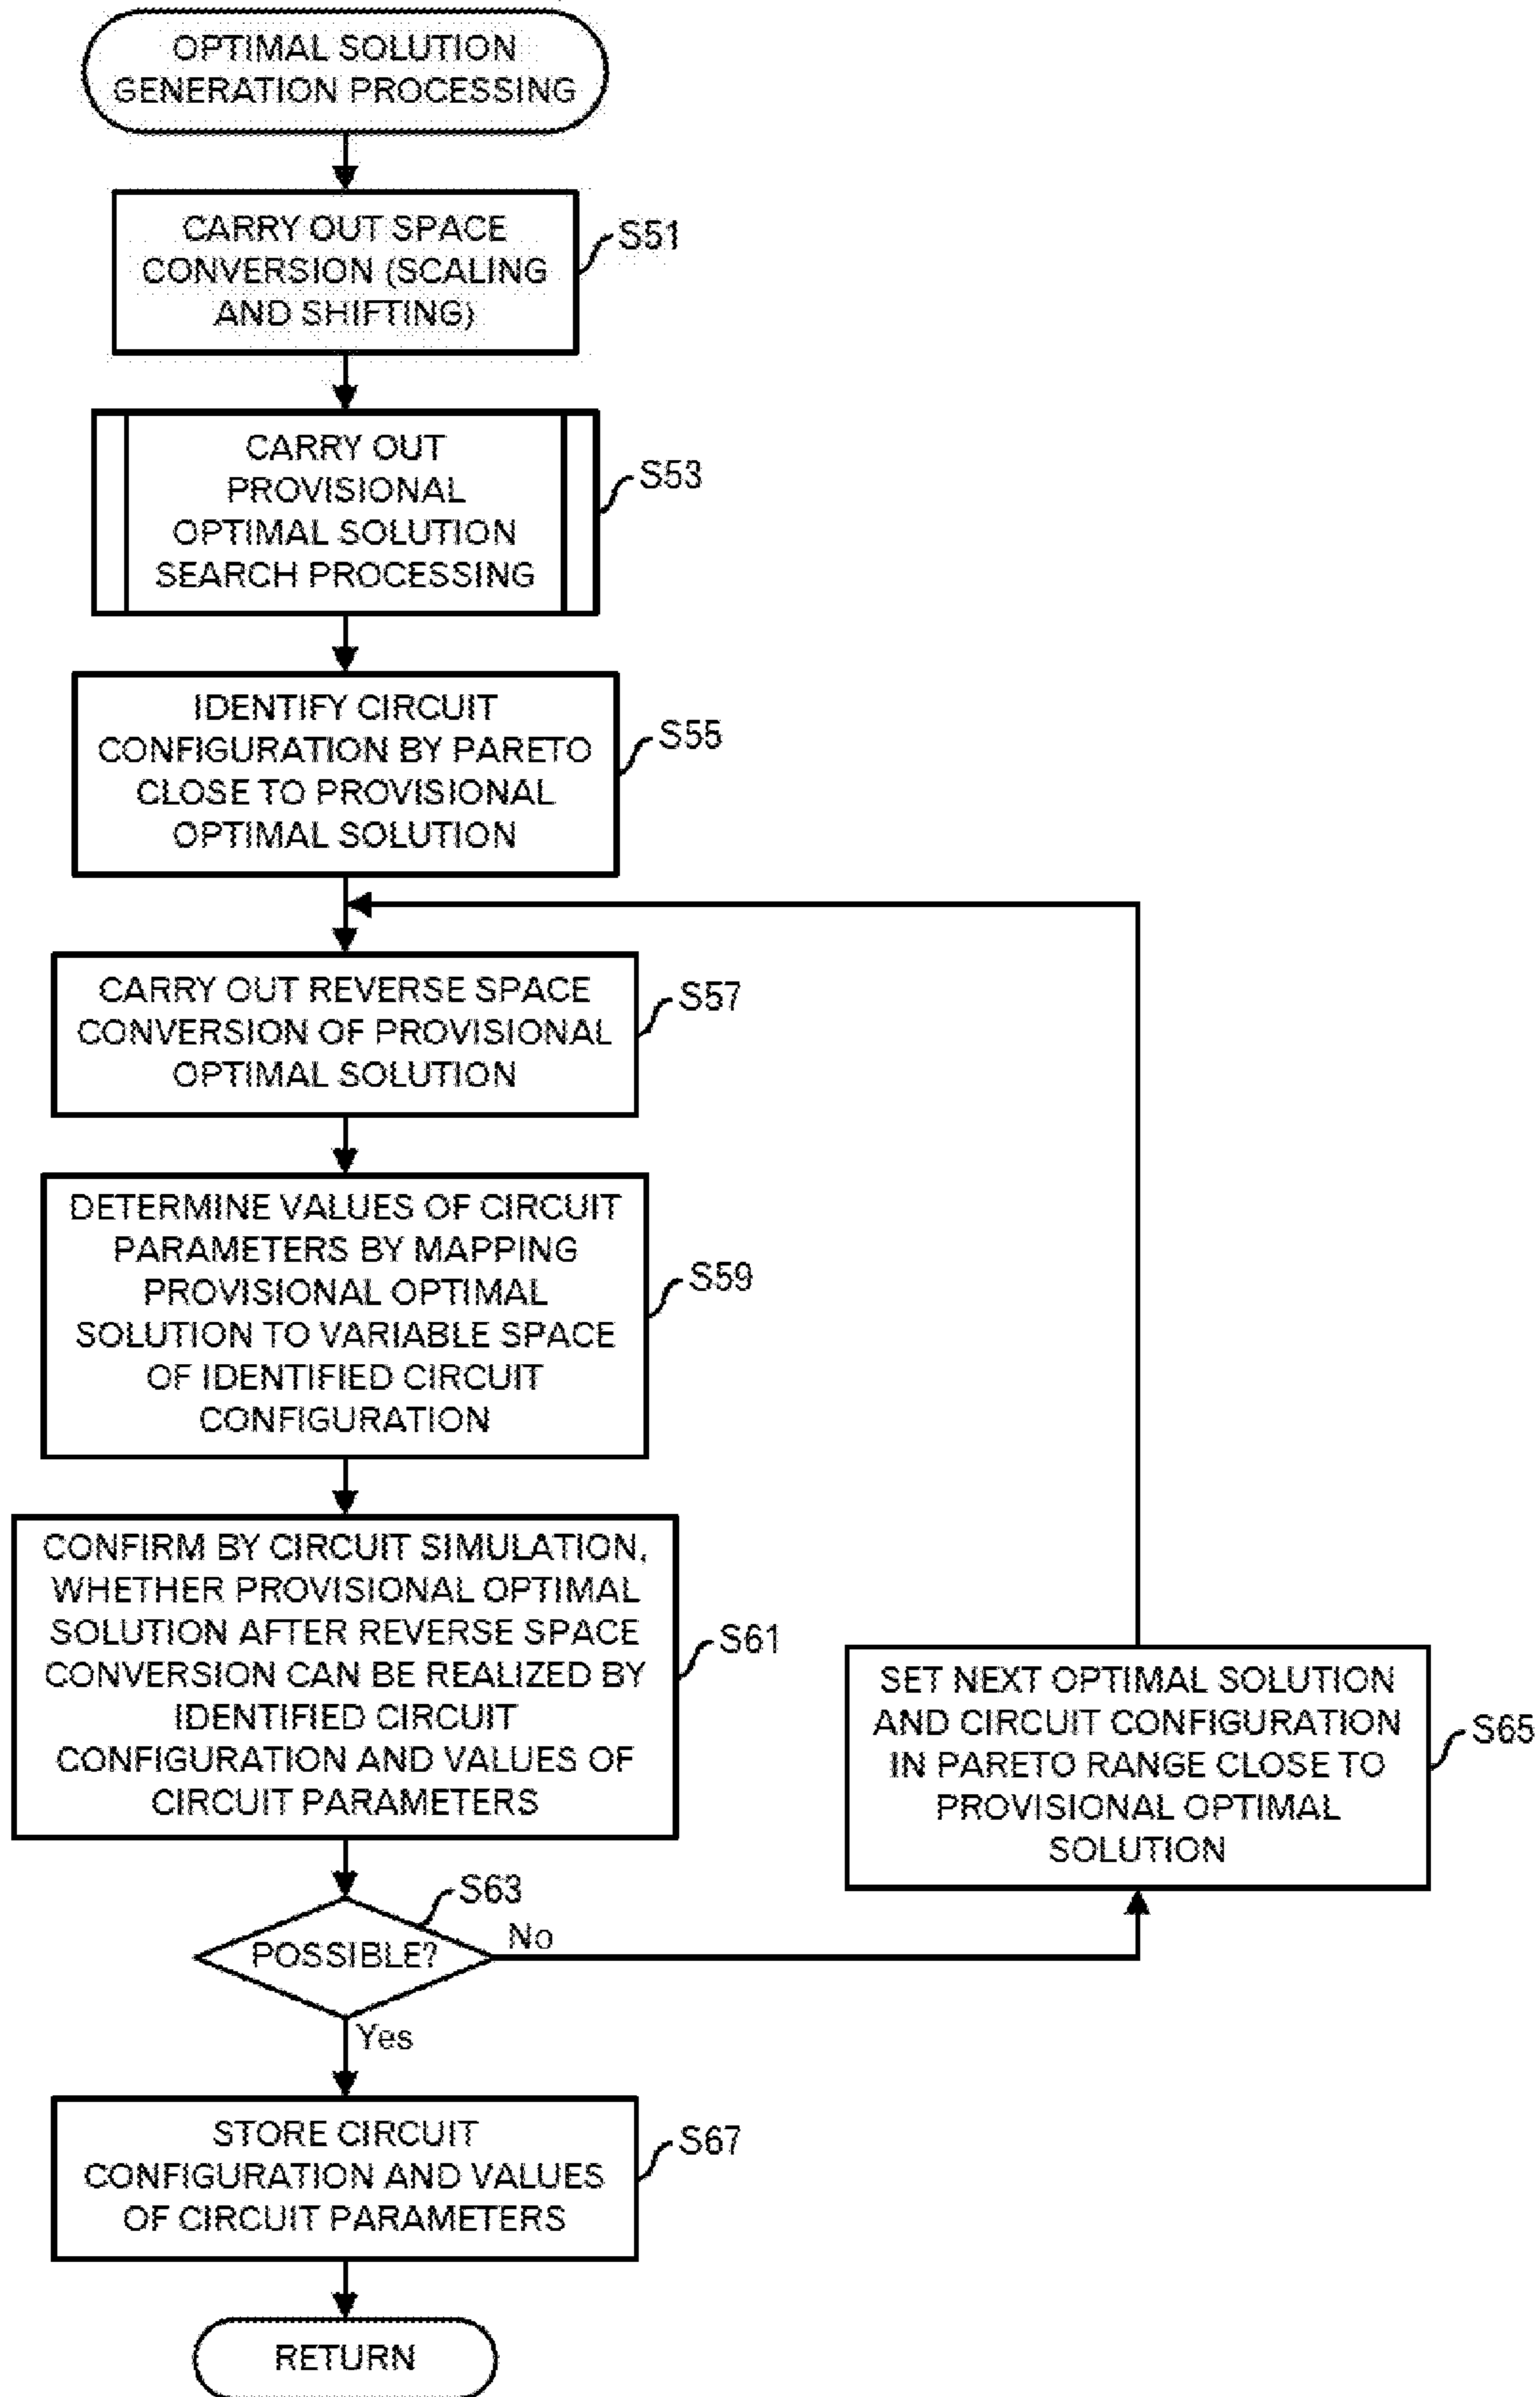 OPTIMAL SOLUTION
GENERATION PROCESSING
CARRY OUT SPACE
CONVERSION (SCALING
AND SHIFTING)
S51
CARRY OUT
PROVISIONAL
OPTIMAL SOLUTION
SEARCH PROCESSING
S53
IDENTIFY CIRCUIT
CONFIGURATION BY PARETO
CLOSE TO PROVISIONAL
OPTIMAL SOLUTION
S55
CARRY OUT REVERSE SPACE
CONVERSION OF PROVISIONAL
OPTIMAL SOLUTION
S57
DETERMINE VALUES OF CIRCUIT
PARAMETERS BY MAPPING
PROVISIONAL OPTIMAL
SOLUTION TO VARIABLE SPACE
OF IDENTIFIED CIRCUIT
CONFIGURATION
S59
CONFIRM BY CIRCUIT SIMULATION,
WHETHER PROVISIONAL OPTIMAL
SOLUTION AFTER REVERSE SPACE
CONVERSION CAN BE REALIZED BY
IDENTIFIED CIRCUIT
CONFIGURATION AND VALUES OF
CIRCUIT PARAMETERS
S61
SET NEXT OPTIMAL SOLUTION
AND CIRCUIT CONFIGURATION
IN PARETO RANGE CLOSE TO
PROVISIONAL OPTIMAL
SOLUTION
S65
S63
POSSIBLE?
No
Yes
STORE CIRCUIT
CONFIGURATION AND VALUES
OF CIRCUIT PARAMETERS
S67
RETURN